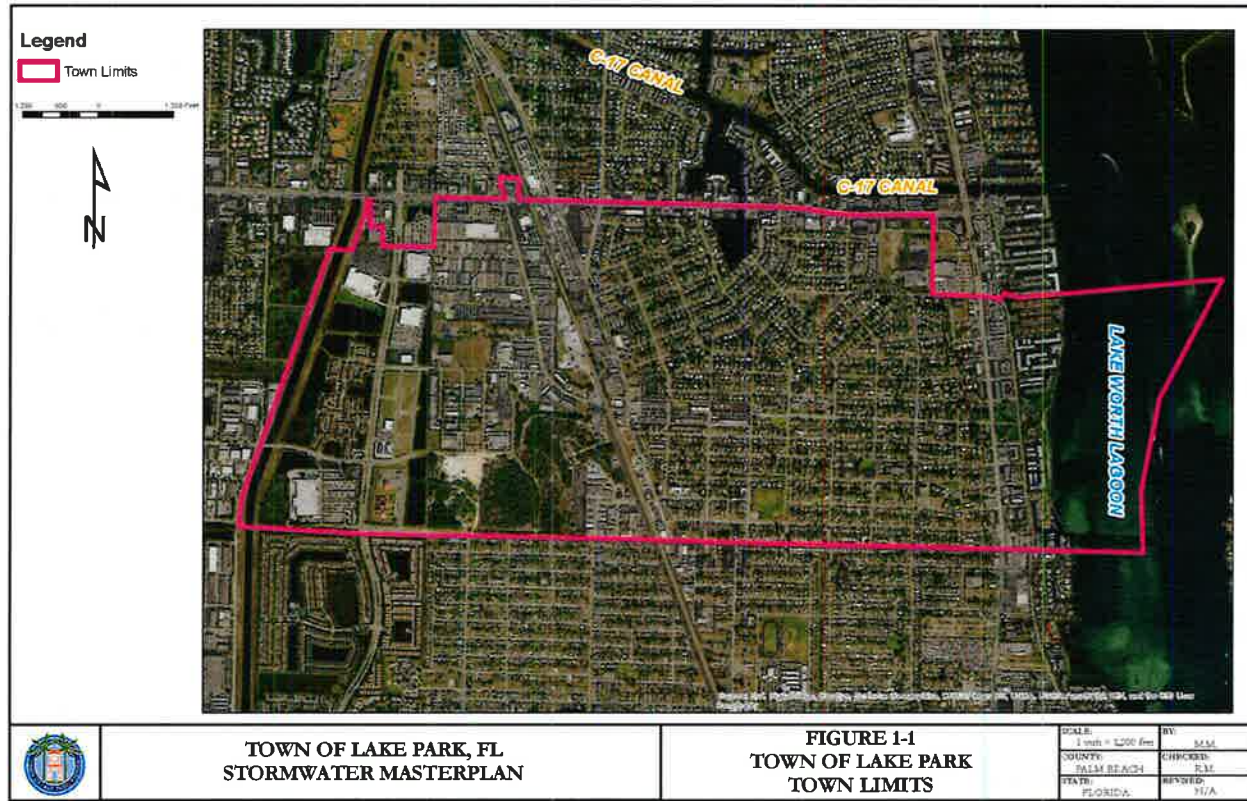 Legend
Town Limits
N
C-17 CANAL
C-17 CANAL
LAKE WORTH LAGOON
TOWN OF LAKE PARK, FL
STORMWATER MASTERPLAN
FIGURE 1-1
TOWN OF LAKE PARK
TOWN LIMITS
SCALE:
1 inch = 1,200 feet
BY:
M.M.
COUNTY:
PALM BEACH
CHECKED:
R.M.
STATE:
FLORIDA
REVISED:
N/A